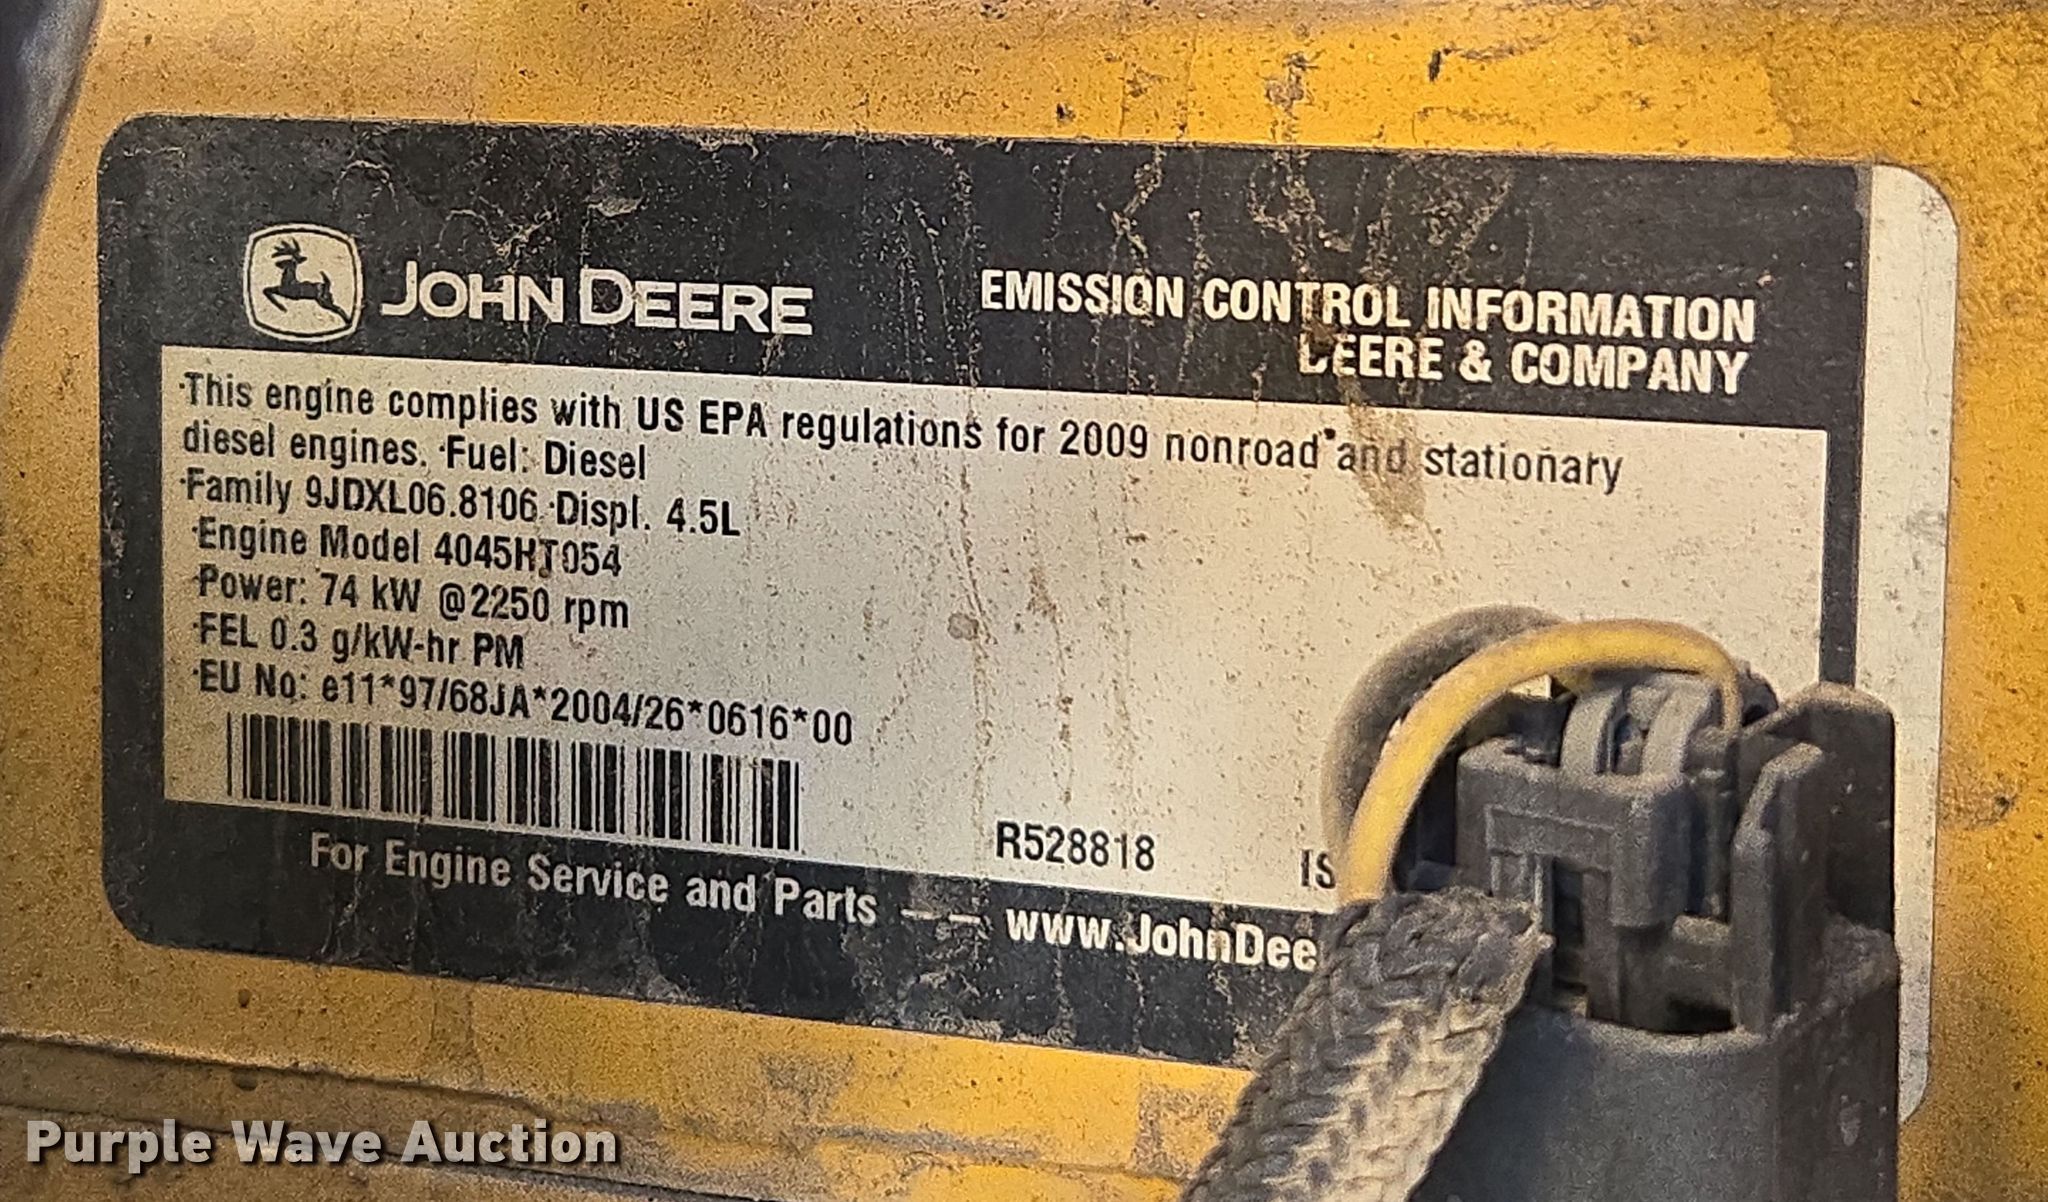 JOHN DEERE
EMISSION CONTROL INFORMATION
DEERE & COMPANY
·This engine complies with US EPA regulations for 2009 nonroad and stationary
diesel engines. ·Fuel: Diesel
·Family 9JDXL06.8106 ·Displ. 4.5L
·Engine Model 4045HT054
·Power: 74 kW @2250 rpm
·FEL 0.3 g/kW-hr PM
·EU No: e11*97/68JA*2004/26*0616*00
R528818
For Engine Service and Parts –– www.JohnDee
Purple Wave Auction